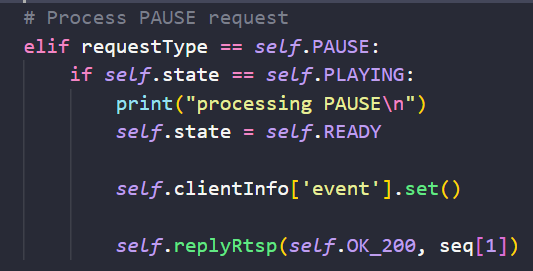 # Process PAUSE request
elif requestType == self.PAUSE:
if self.state == self.PLAYING:
print("processing PAUSE\n")
self.state = self.READY
self.clientInfo['event'].set()
self.replyRtsp(self.OK_200, seq[1])